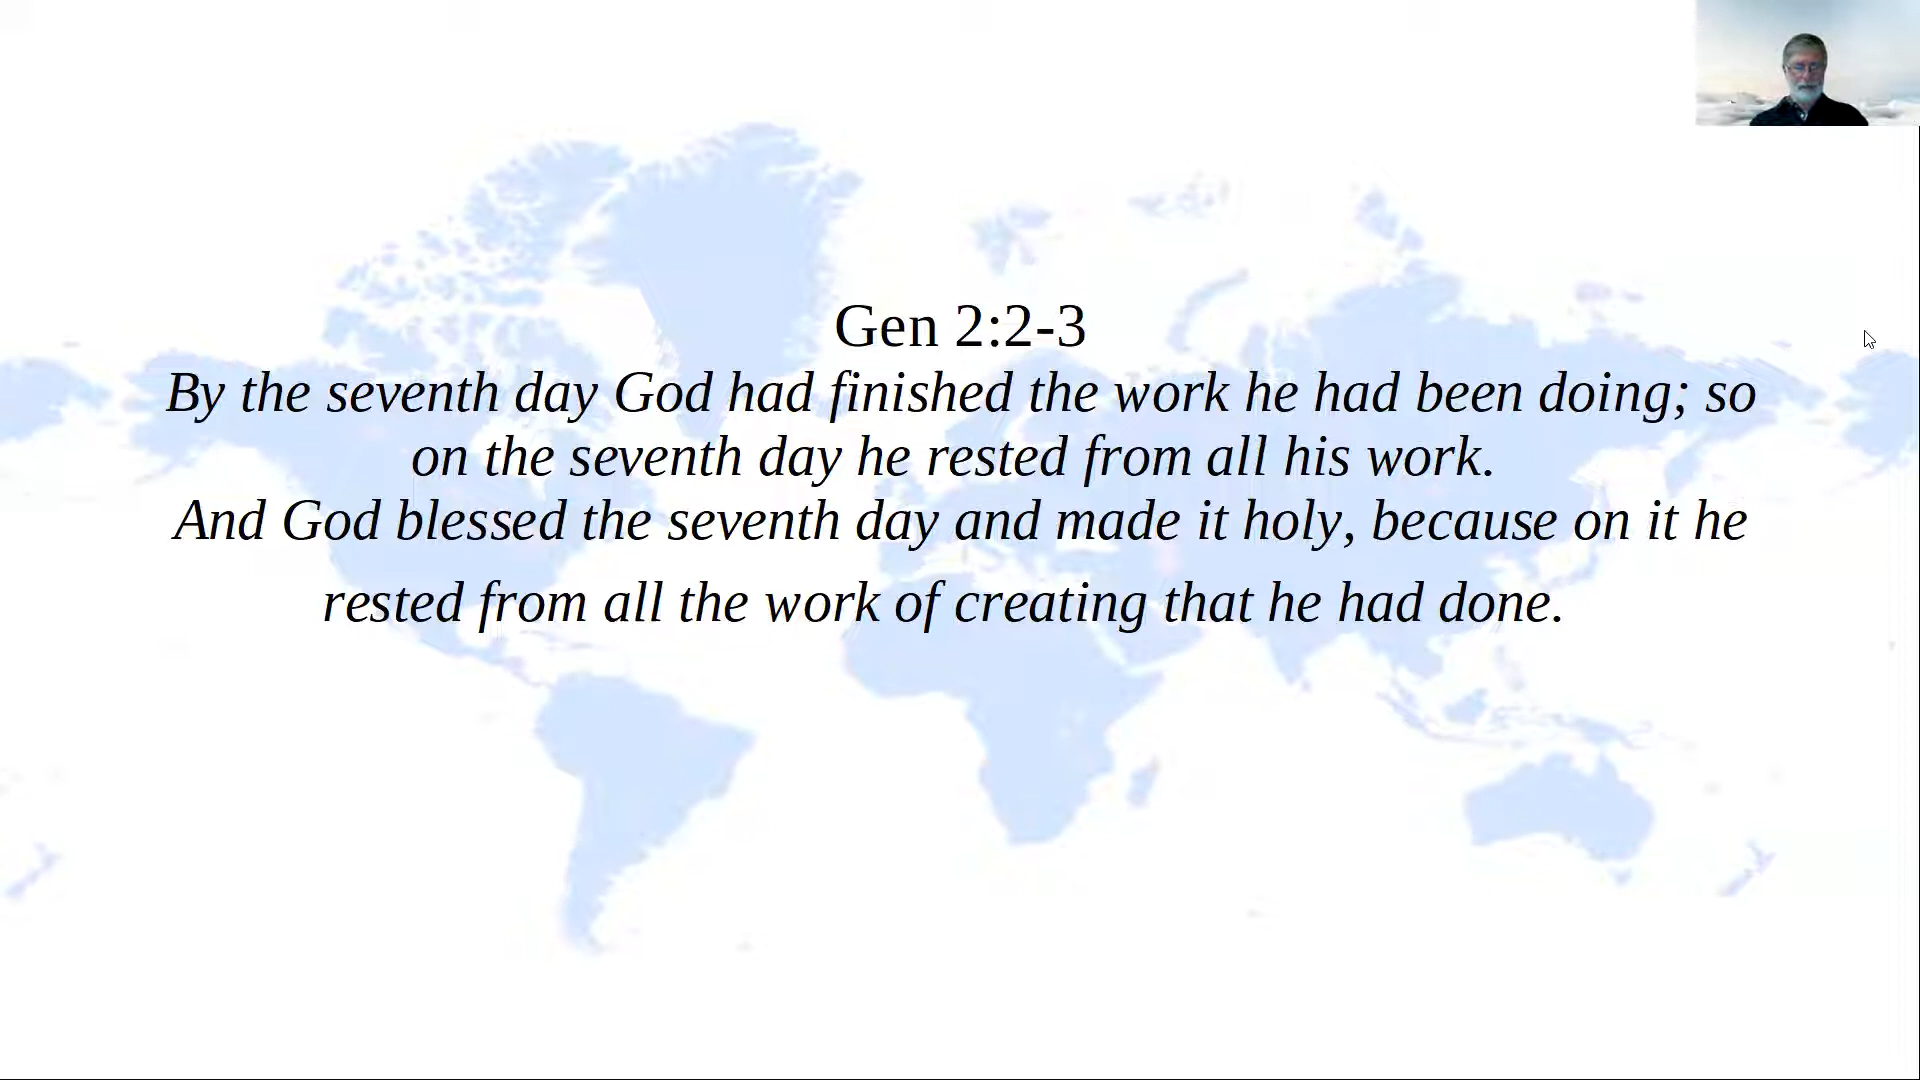 Gen 2:2-3
By the seventh day God had finished the work he had been doing; so
on the seventh day he rested from all his work.
And God blessed the seventh day and made it holy, because on it he
rested from all the work of creating that he had done.